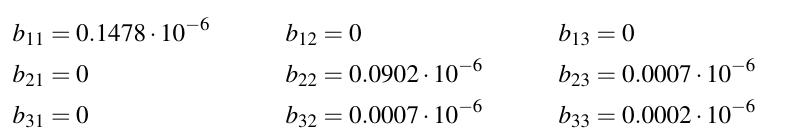 b₁₁ = 0.1478 · 10⁻⁶ b₁₂ = 0 b₁₃ = 0
b₂₁ = 0 b₂₂ = 0.0902 · 10⁻⁶ b₂₃ = 0.0007 · 10⁻⁶
b₃₁ = 0 b₃₂ = 0.0007 · 10⁻⁶ b₃₃ = 0.0002 · 10⁻⁶